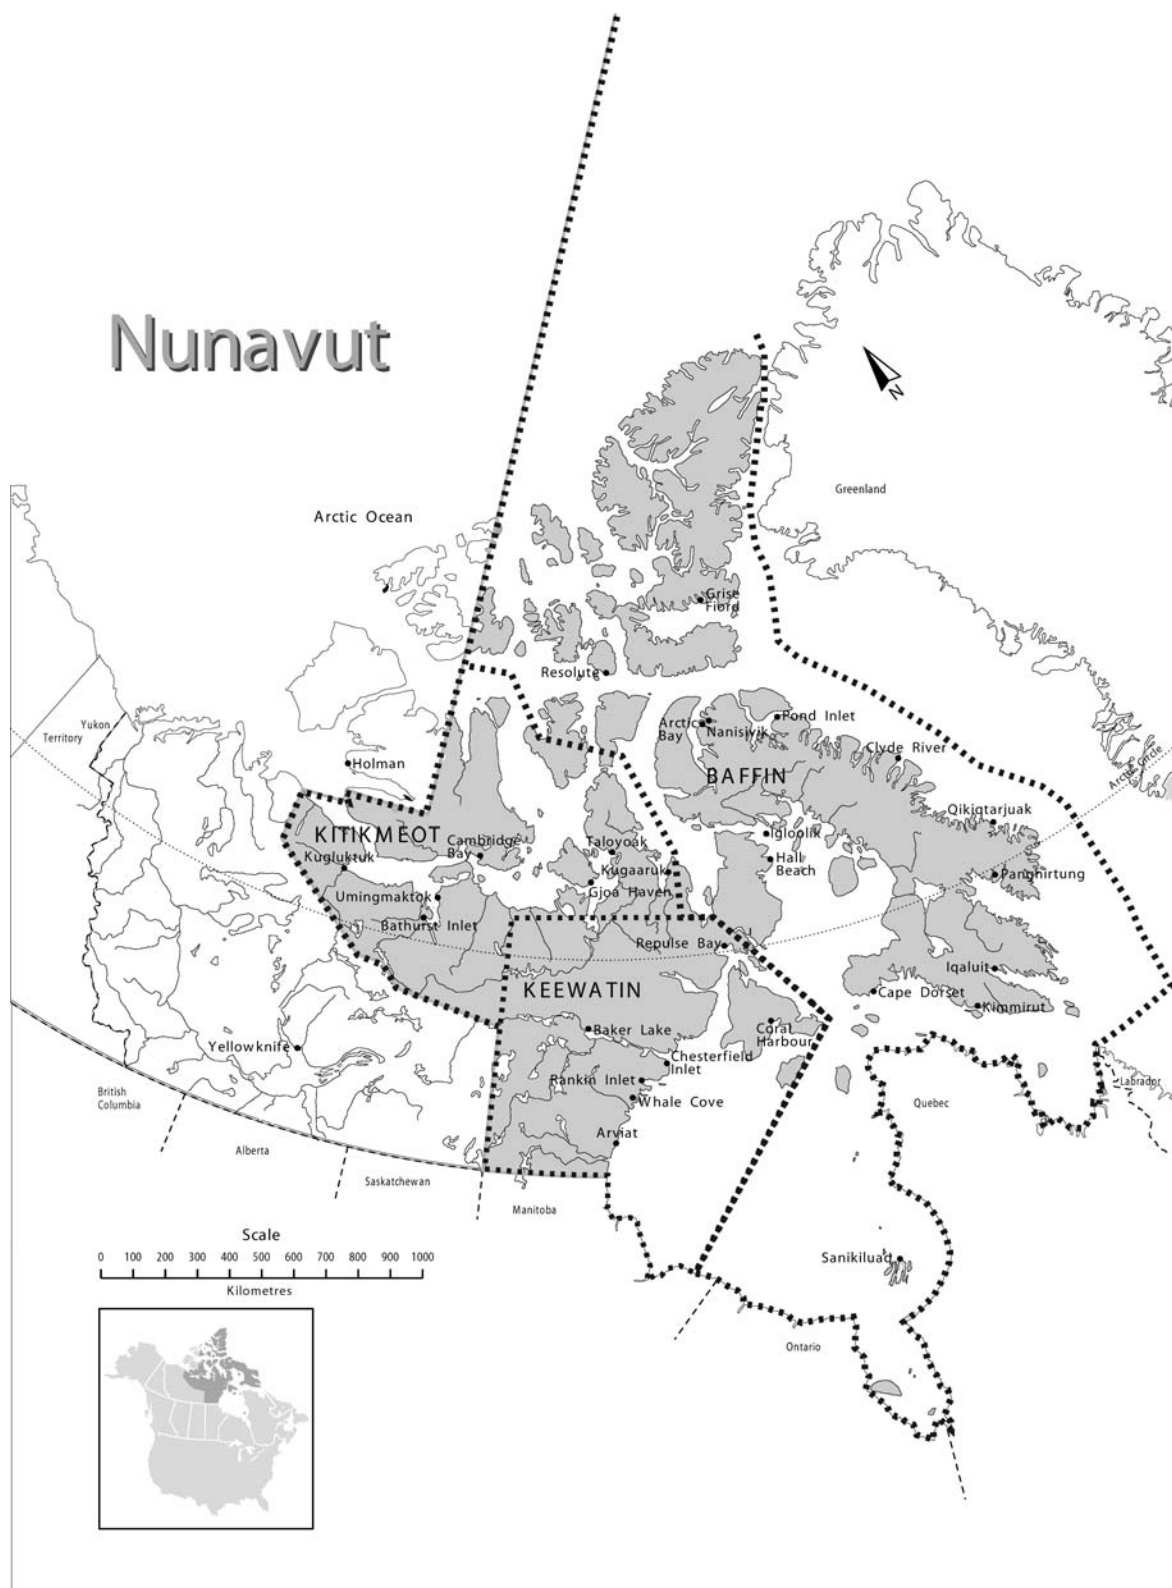 Nunavut
N
Greenland
Arctic Ocean
Grise
Fiord
Resolute
Yukon
Territory
Arctic
Bay
Nanisivik
Pond Inlet
Clyde River
Holman
BAFFIN
Arctic Circle
Qikiqtarjuak
KITIKMEOT
Cambridge
Bay
Taloyoak
Igloolik
Kugluktuk
Kugaaruk
Hall
Beach
Pangnirtung
Umingmaktok
Gjoa Haven
Bathurst Inlet
Repulse Bay
Iqaluit
KEEWATIN
Cape Dorset
Kimmirut
Baker Lake
Coral
Harbour
Yellowknife
Chesterfield
Inlet
Rankin Inlet
Labrador
British
Columbia
Whale Cove
Quebec
Arviat
Alberta
Saskatchewan
Manitoba
Scale
0 100 200 300 400 500 600 700 800 900 1000
Kilometres
Sanikiluaq
Ontario